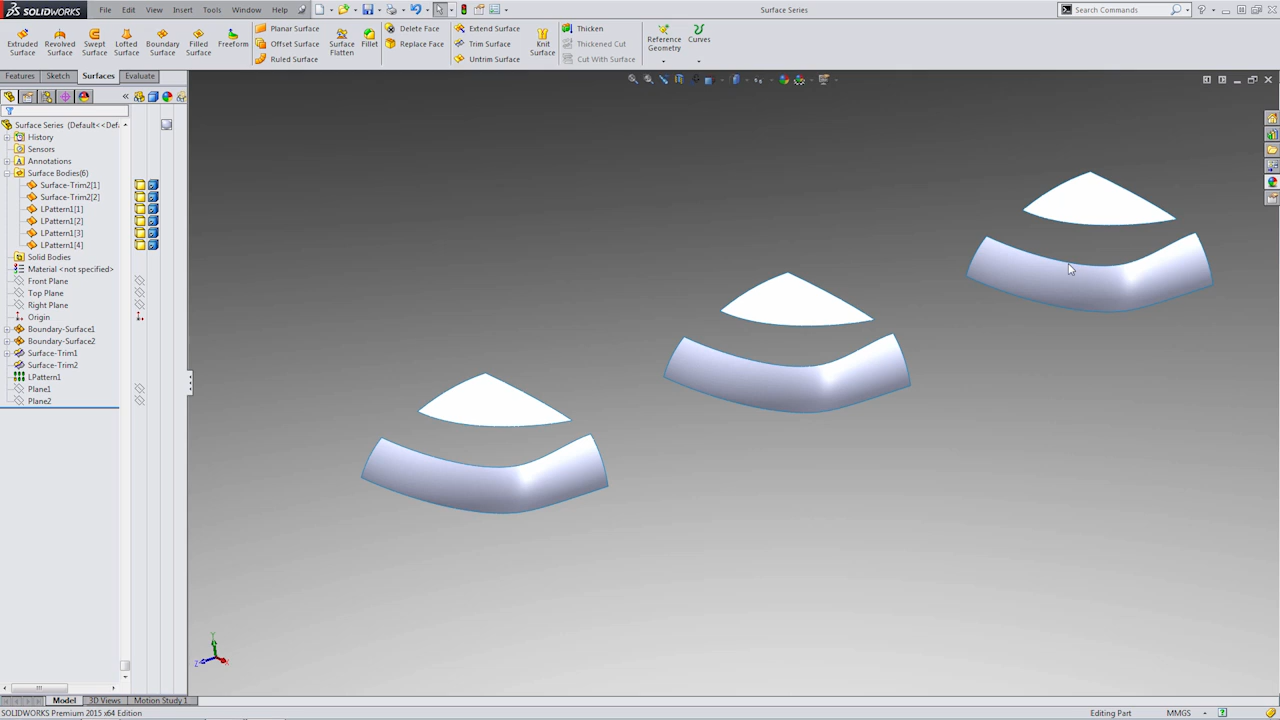 SOLIDWORKS File Edit View Insert Tools Window Help Surface Series Search Commands
Extruded Surface
Revolved Surface
Swept Surface
Lofted Surface
Boundary Surface
Filled Surface
Freeform
Planar Surface
Offset Surface
Ruled Surface
Surface Flatten
Fillet
Delete Face
Replace Face
Extend Surface
Trim Surface
Untrim Surface
Knit Surface
Thicken
Thickened Cut
Cut With Surface
Reference Geometry
Curves
Features Sketch Surfaces Evaluate
Surface Series (Default<<Def
History
Sensors
Annotations
Surface Bodies(6)
Surface-Trim2[1]
Surface-Trim2[2]
LPattern1[1]
LPattern1[2]
LPattern1[3]
LPattern1[4]
Solid Bodies
Material <not specified>
Front Plane
Top Plane
Right Plane
Origin
Boundary-Surface1
Boundary-Surface2
Surface-Trim1
Surface-Trim2
LPattern1
Plane1
Plane2
Y
Z X
Model 3D Views Motion Study 1
SOLIDWORKS Premium 2015 x64 Edition Editing Part MMGS